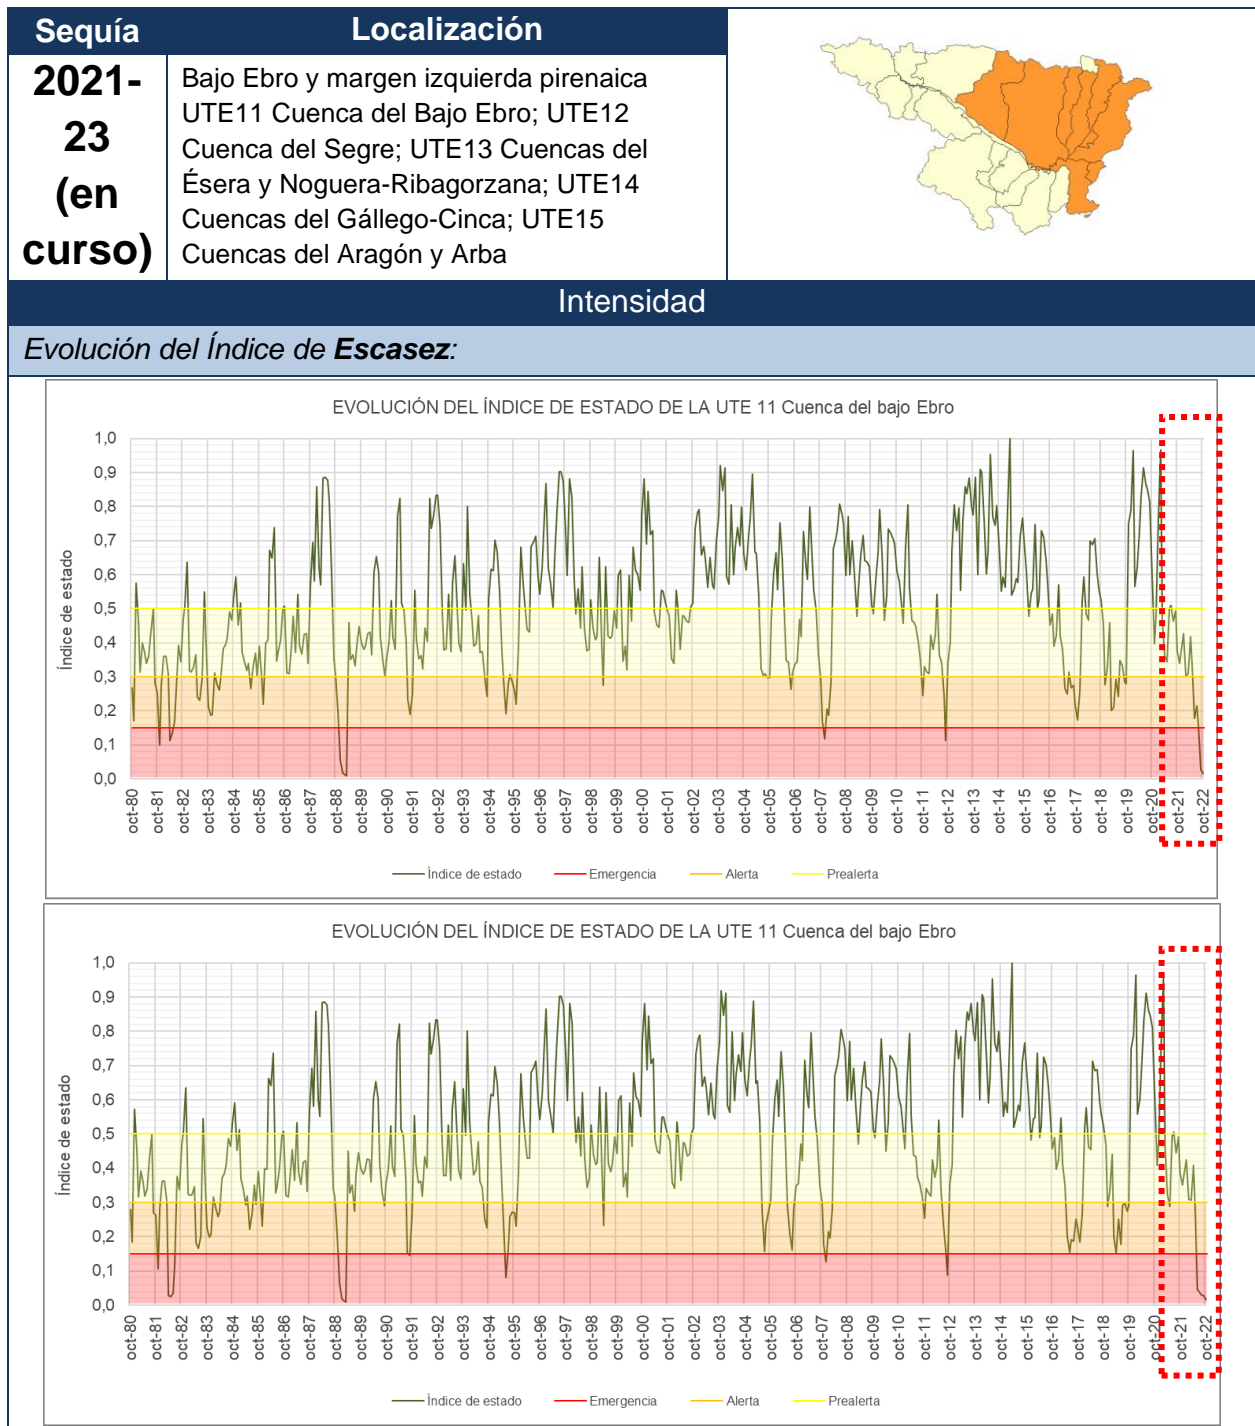 Sequía
Localización
2021-
23
(en
curso)
Bajo Ebro y margen izquierda pirenaica
UTE11 Cuenca del Bajo Ebro; UTE12
Cuenca del Segre; UTE13 Cuencas del
Ésera y Noguera-Ribagorzana; UTE14
Cuencas del Gállego-Cinca; UTE15
Cuencas del Aragón y Arba
Intensidad
Evolución del Índice de Escasez:
EVOLUCIÓN DEL ÍNDICE DE ESTADO DE LA UTE 11 Cuenca del bajo Ebro
Índice de estado
1,0
0,9
0,8
0,7
0,6
0,5
0,4
0,3
0,2
0,1
0,0
oct-80 oct-81 oct-82 oct-83 oct-84 oct-85 oct-86 oct-87 oct-88 oct-89 oct-90 oct-91 oct-92 oct-93 oct-94 oct-95 oct-96 oct-97 oct-98 oct-99 oct-00 oct-01 oct-02 oct-03 oct-04 oct-05 oct-06 oct-07 oct-08 oct-09 oct-10 oct-11 oct-12 oct-13 oct-14 oct-15 oct-16 oct-17 oct-18 oct-19 oct-20 oct-21 oct-22
Índice de estado Emergencia Alerta Prealerta
EVOLUCIÓN DEL ÍNDICE DE ESTADO DE LA UTE 11 Cuenca del bajo Ebro
Índice de estado
1,0
0,9
0,8
0,7
0,6
0,5
0,4
0,3
0,2
0,1
0,0
oct-80 oct-81 oct-82 oct-83 oct-84 oct-85 oct-86 oct-87 oct-88 oct-89 oct-90 oct-91 oct-92 oct-93 oct-94 oct-95 oct-96 oct-97 oct-98 oct-99 oct-00 oct-01 oct-02 oct-03 oct-04 oct-05 oct-06 oct-07 oct-08 oct-09 oct-10 oct-11 oct-12 oct-13 oct-14 oct-15 oct-16 oct-17 oct-18 oct-19 oct-20 oct-21 oct-22
Índice de estado Emergencia Alerta Prealerta